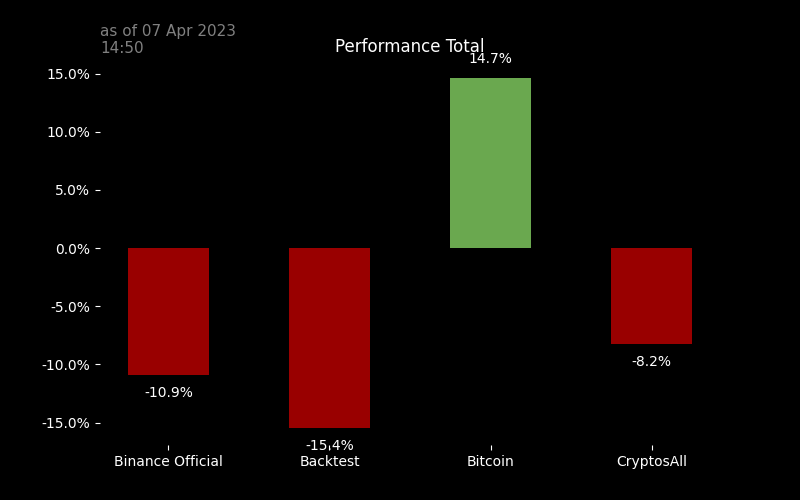 as of 07 Apr 2023
14:50
Performance Total
15.0%
10.0%
5.0%
0.0%
-5.0%
-10.0%
-15.0%
14.7%
-8.2%
-10.9%
-15.4%
Binance Official
Backtest
Bitcoin
CryptosAll